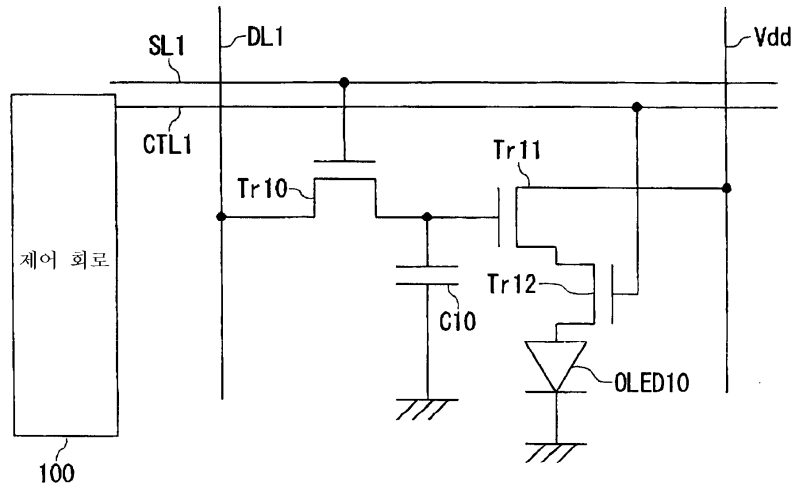 SL1
DL1
Vdd
CTL1
Tr10
Tr11
제어 회로
Tr12
C10
OLED10
100